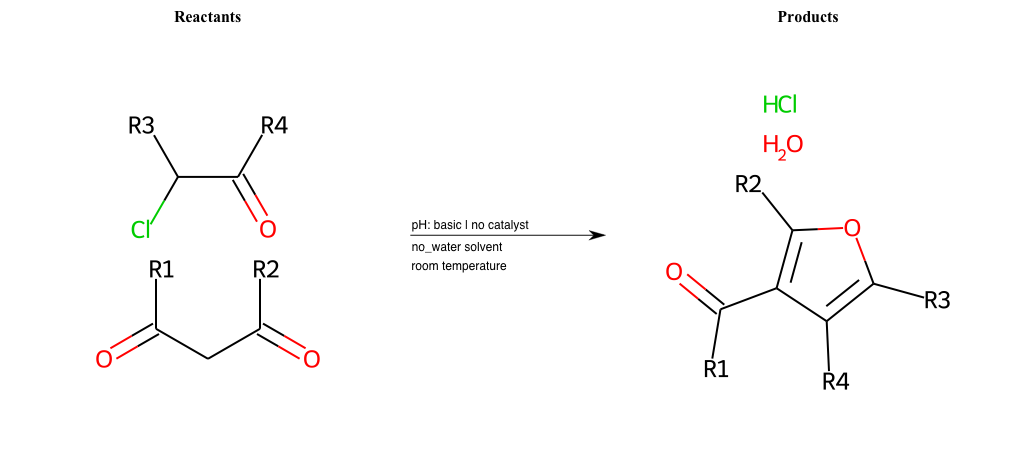 Reactants
Products
R3
R4
Cl
O
R1
R2
O
O
pH: basic | no catalyst
no_water solvent
room temperature
HCl
H2O
R2
O
O
R3
R1
R4